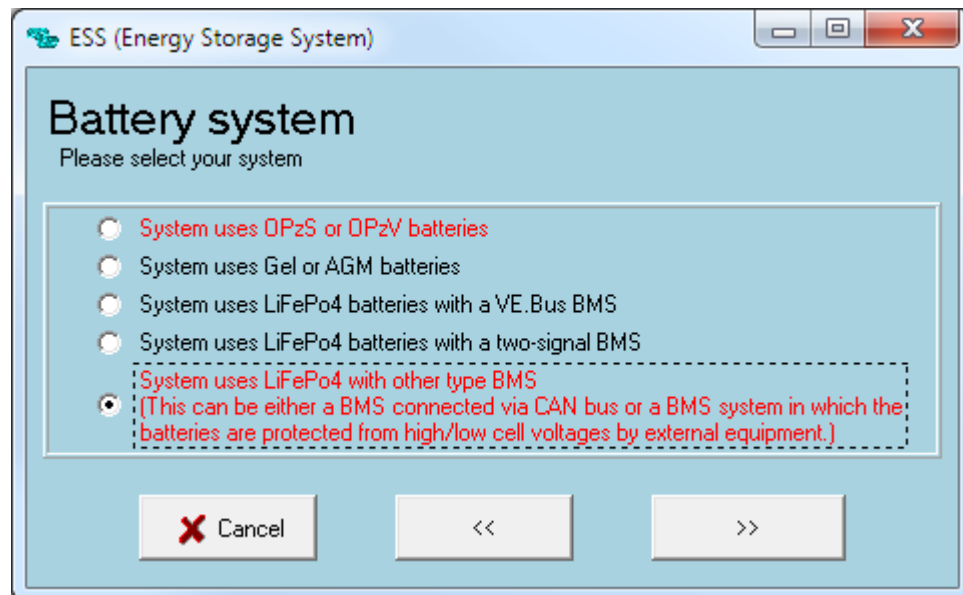 ESS (Energy Storage System)
Battery system
Please select your system
System uses OPzS or OPzV batteries
System uses Gel or AGM batteries
System uses LiFePo4 batteries with a VE.Bus BMS
System uses LiFePo4 batteries with a two-signal BMS
System uses LiFePo4 with other type BMS
(This can be either a BMS connected via CAN bus or a BMS system in which the
batteries are protected from high/low cell voltages by external equipment.)
Cancel
<<
>>